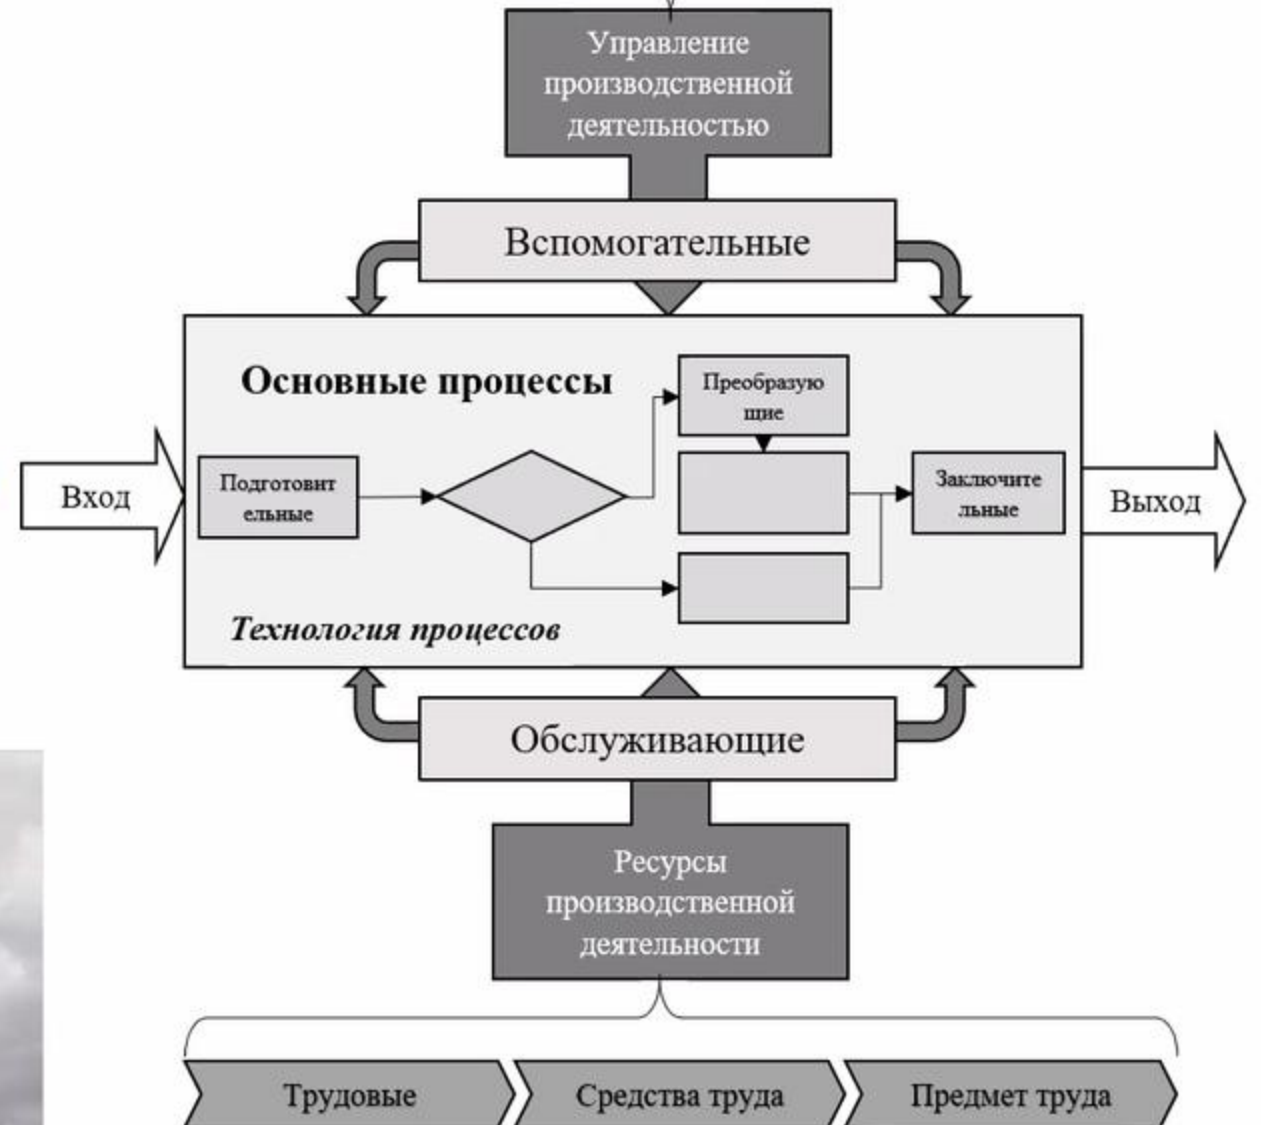 Управление
производственной
деятельностью
Вспомогательные
Основные процессы
Преобразую
щие
Вход
Подготовит
ельные
Заключите
льные
Выход
Технология процессов
Обслуживающие
Ресурсы
производственной
деятельности
Трудовые
Средства труда
Предмет труда